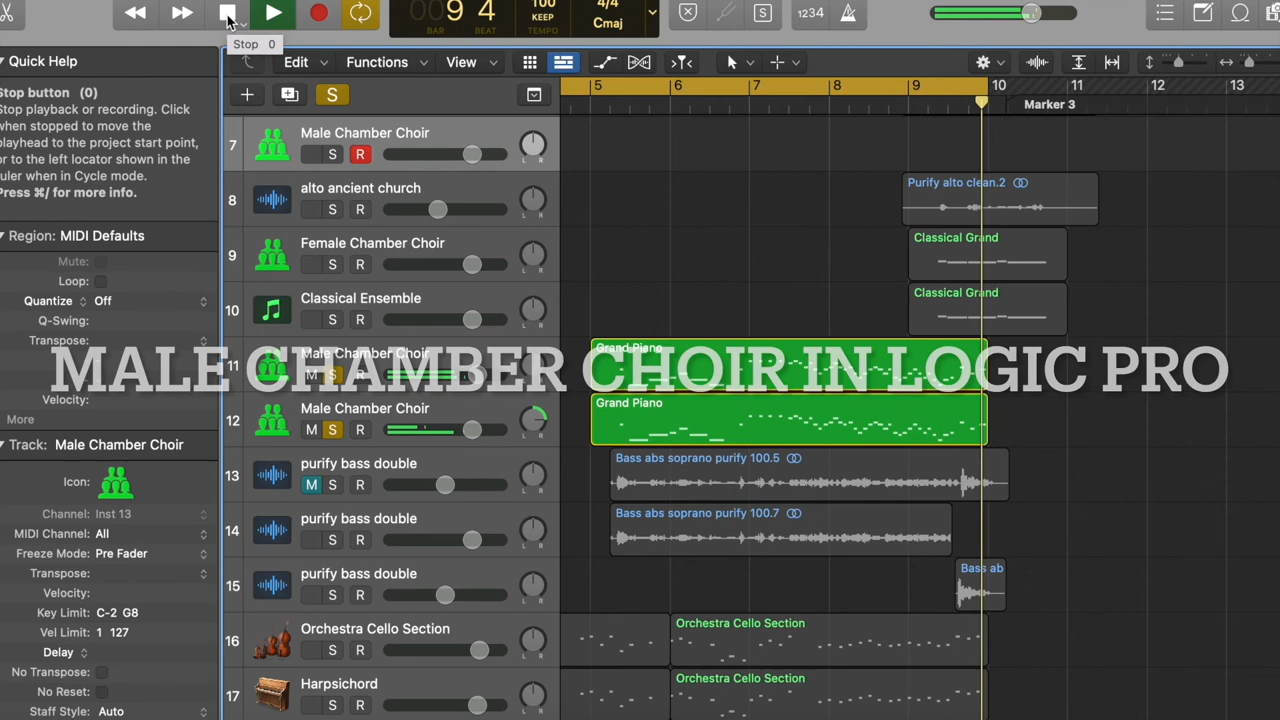 009 4
100
KEEP
TEMPO
4/4
Cmaj
BAR
BEAT
S
1234
Stop 0
Quick Help
Stop button (0)
Stop playback or recording. Click
when stopped to move the
playhead to the project start point,
or to the left locator shown in the
ruler when in Cycle mode.
Press ⌘/ for more info.
Region: MIDI Defaults
Mute:
Loop:
Quantize Off
Q-Swing:
Transpose:
Velocity:
More
Track: Male Chamber Choir
Icon:
Channel: Inst 13
MIDI Channel: All
Freeze Mode: Pre Fader
Transpose:
Velocity:
Key Limit: C-2 G8
Vel Limit: 1 127
Delay
No Transpose:
No Reset:
Staff Style: Auto
Edit Functions View
S
5 6 7 8 9 10 11 12 13
Marker 3
7 Male Chamber Choir
S R
L R
8 alto ancient church
S R
L R
Purify alto clean.2
9 Female Chamber Choir
S R
L R
Classical Grand
10 Classical Ensemble
S R
L R
Classical Grand
11 Male Chamber Choir
M S
Grand Piano
MALE CHAMBER CHOIR IN LOGIC PRO
12 Male Chamber Choir
M S R
L R
Grand Piano
13 purify bass double
M S R
L R
Bass abs soprano purify 100.5
14 purify bass double
S R
L R
Bass abs soprano purify 100.7
15 purify bass double
S R
L R
Bass ab
16 Orchestra Cello Section
S R
L R
Orchestra Cello Section
17 Harpsichord
S R
L R
Orchestra Cello Section